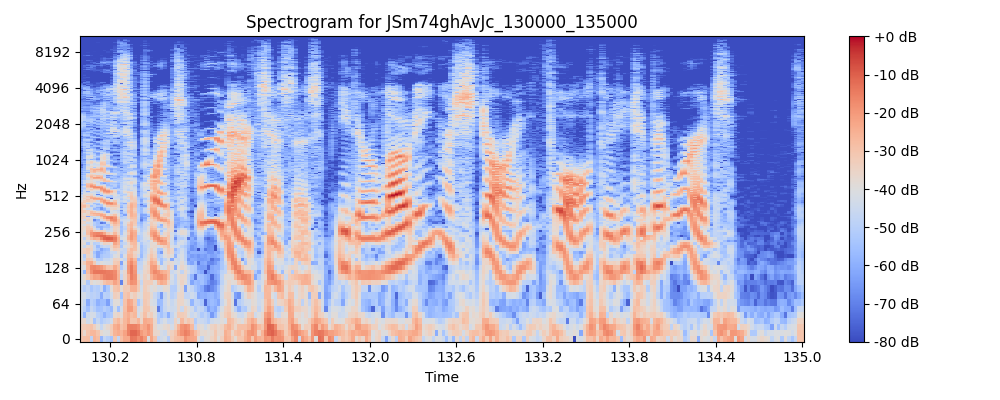 Spectrogram for JSm74ghAvJc_130000_135000
8192
4096
2048
1024
512
256
128
64
0
Hz
130.2 130.8 131.4 132.0 132.6 133.2 133.8 134.4 135.0
Time
+0 dB
-10 dB
-20 dB
-30 dB
-40 dB
-50 dB
-60 dB
-70 dB
-80 dB